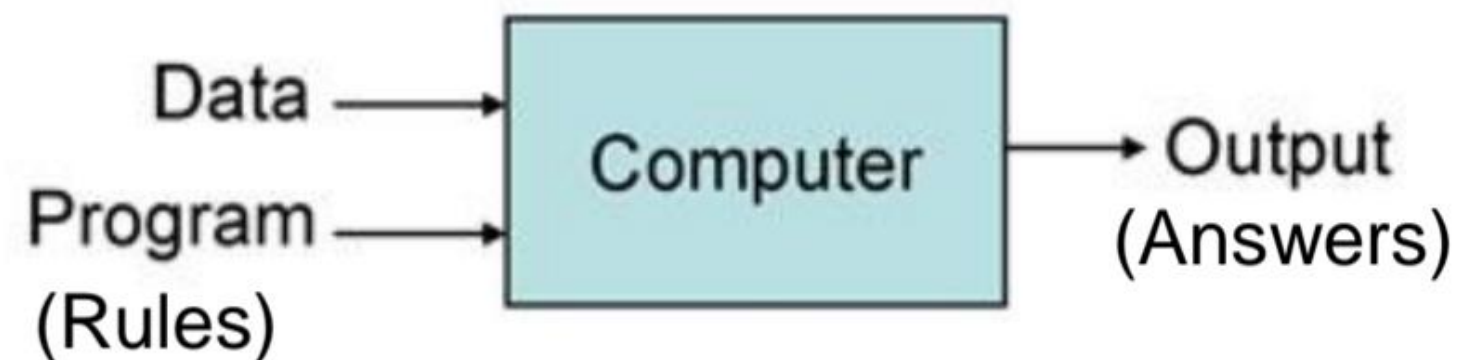 Data
Program
(Rules)
Computer
Output
(Answers)